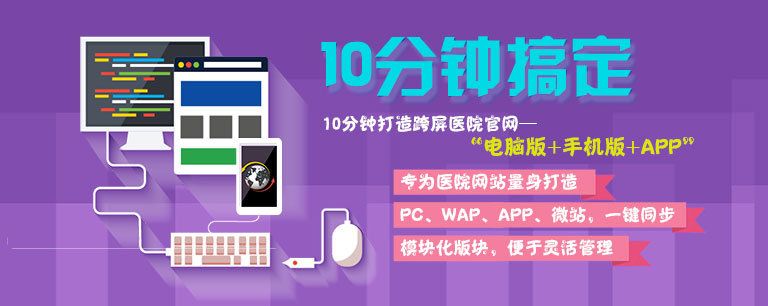 10分钟搞定
10分钟打造跨屏医院官网—
“电脑版+手机版+APP”
专为医院网站量身打造
PC、WAP、APP、微站，一键同步
模块化版块，便于灵活管理